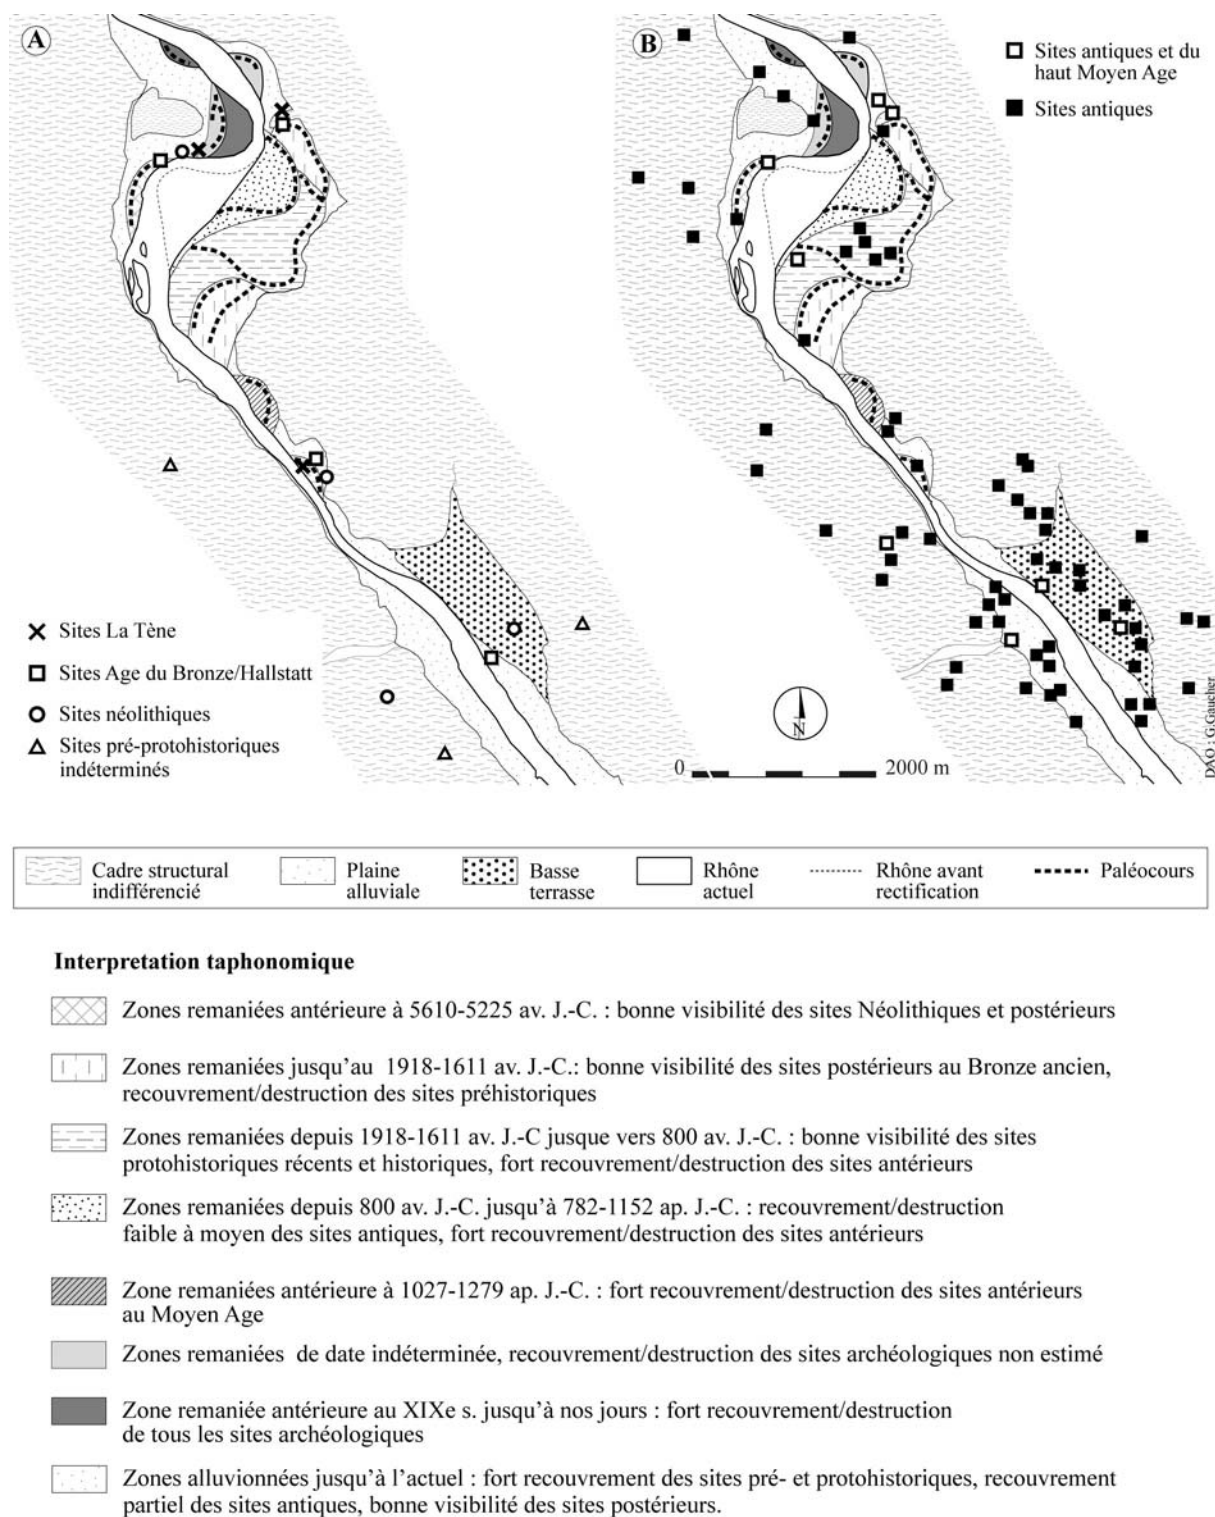 A
B
Sites antiques et du
haut Moyen Age
Sites antiques
Sites La Tène
Sites Age du Bronze/Hallstatt
Sites néolithiques
Sites pré-protohistoriques
indéterminés
N
0
2000 m
DAO : G.Gaucher
Cadre structural
indifférencié
Plaine
alluviale
Basse
terrasse
Rhône
actuel
Rhône avant
rectification
Paléocours
Interpretation taphonomique
Zones remaniées antérieure à 5610-5225 av. J.-C. : bonne visibilité des sites Néolithiques et postérieurs
Zones remaniées jusqu'au 1918-1611 av. J.-C.: bonne visibilité des sites postérieurs au Bronze ancien,
recouvrement/destruction des sites préhistoriques
Zones remaniées depuis 1918-1611 av. J.-C jusque vers 800 av. J.-C. : bonne visibilité des sites
protohistoriques récents et historiques, fort recouvrement/destruction des sites antérieurs
Zones remaniées depuis 800 av. J.-C. jusqu'à 782-1152 ap. J.-C. : recouvrement/destruction
faible à moyen des sites antiques, fort recouvrement/destruction des sites antérieurs
Zone remaniées antérieure à 1027-1279 ap. J.-C. : fort recouvrement/destruction des sites antérieurs
au Moyen Age
Zones remaniées de date indéterminée, recouvrement/destruction des sites archéologiques non estimé
Zone remaniée antérieure au XIXe s. jusqu'à nos jours : fort recouvrement/destruction
de tous les sites archéologiques
Zones alluvionnées jusqu'à l'actuel : fort recouvrement des sites pré- et protohistoriques, recouvrement
partiel des sites antiques, bonne visibilité des sites postérieurs.